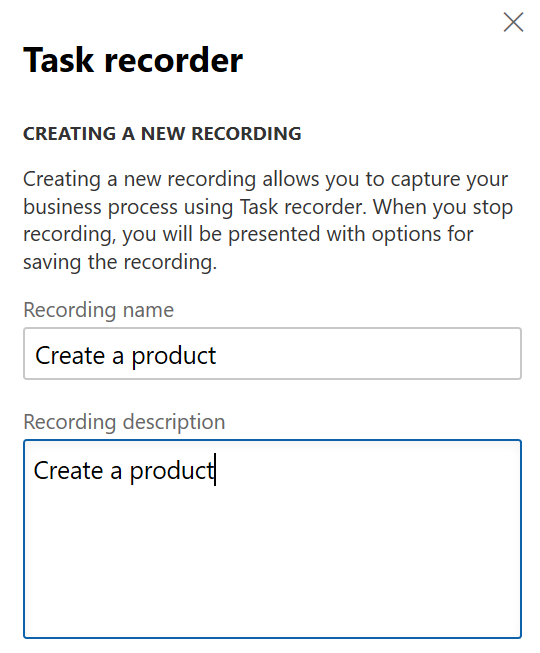 Task recorder
CREATING A NEW RECORDING
Creating a new recording allows you to capture your
business process using Task recorder. When you stop
recording, you will be presented with options for
saving the recording.
Recording name
Create a product
Recording description
Create a product